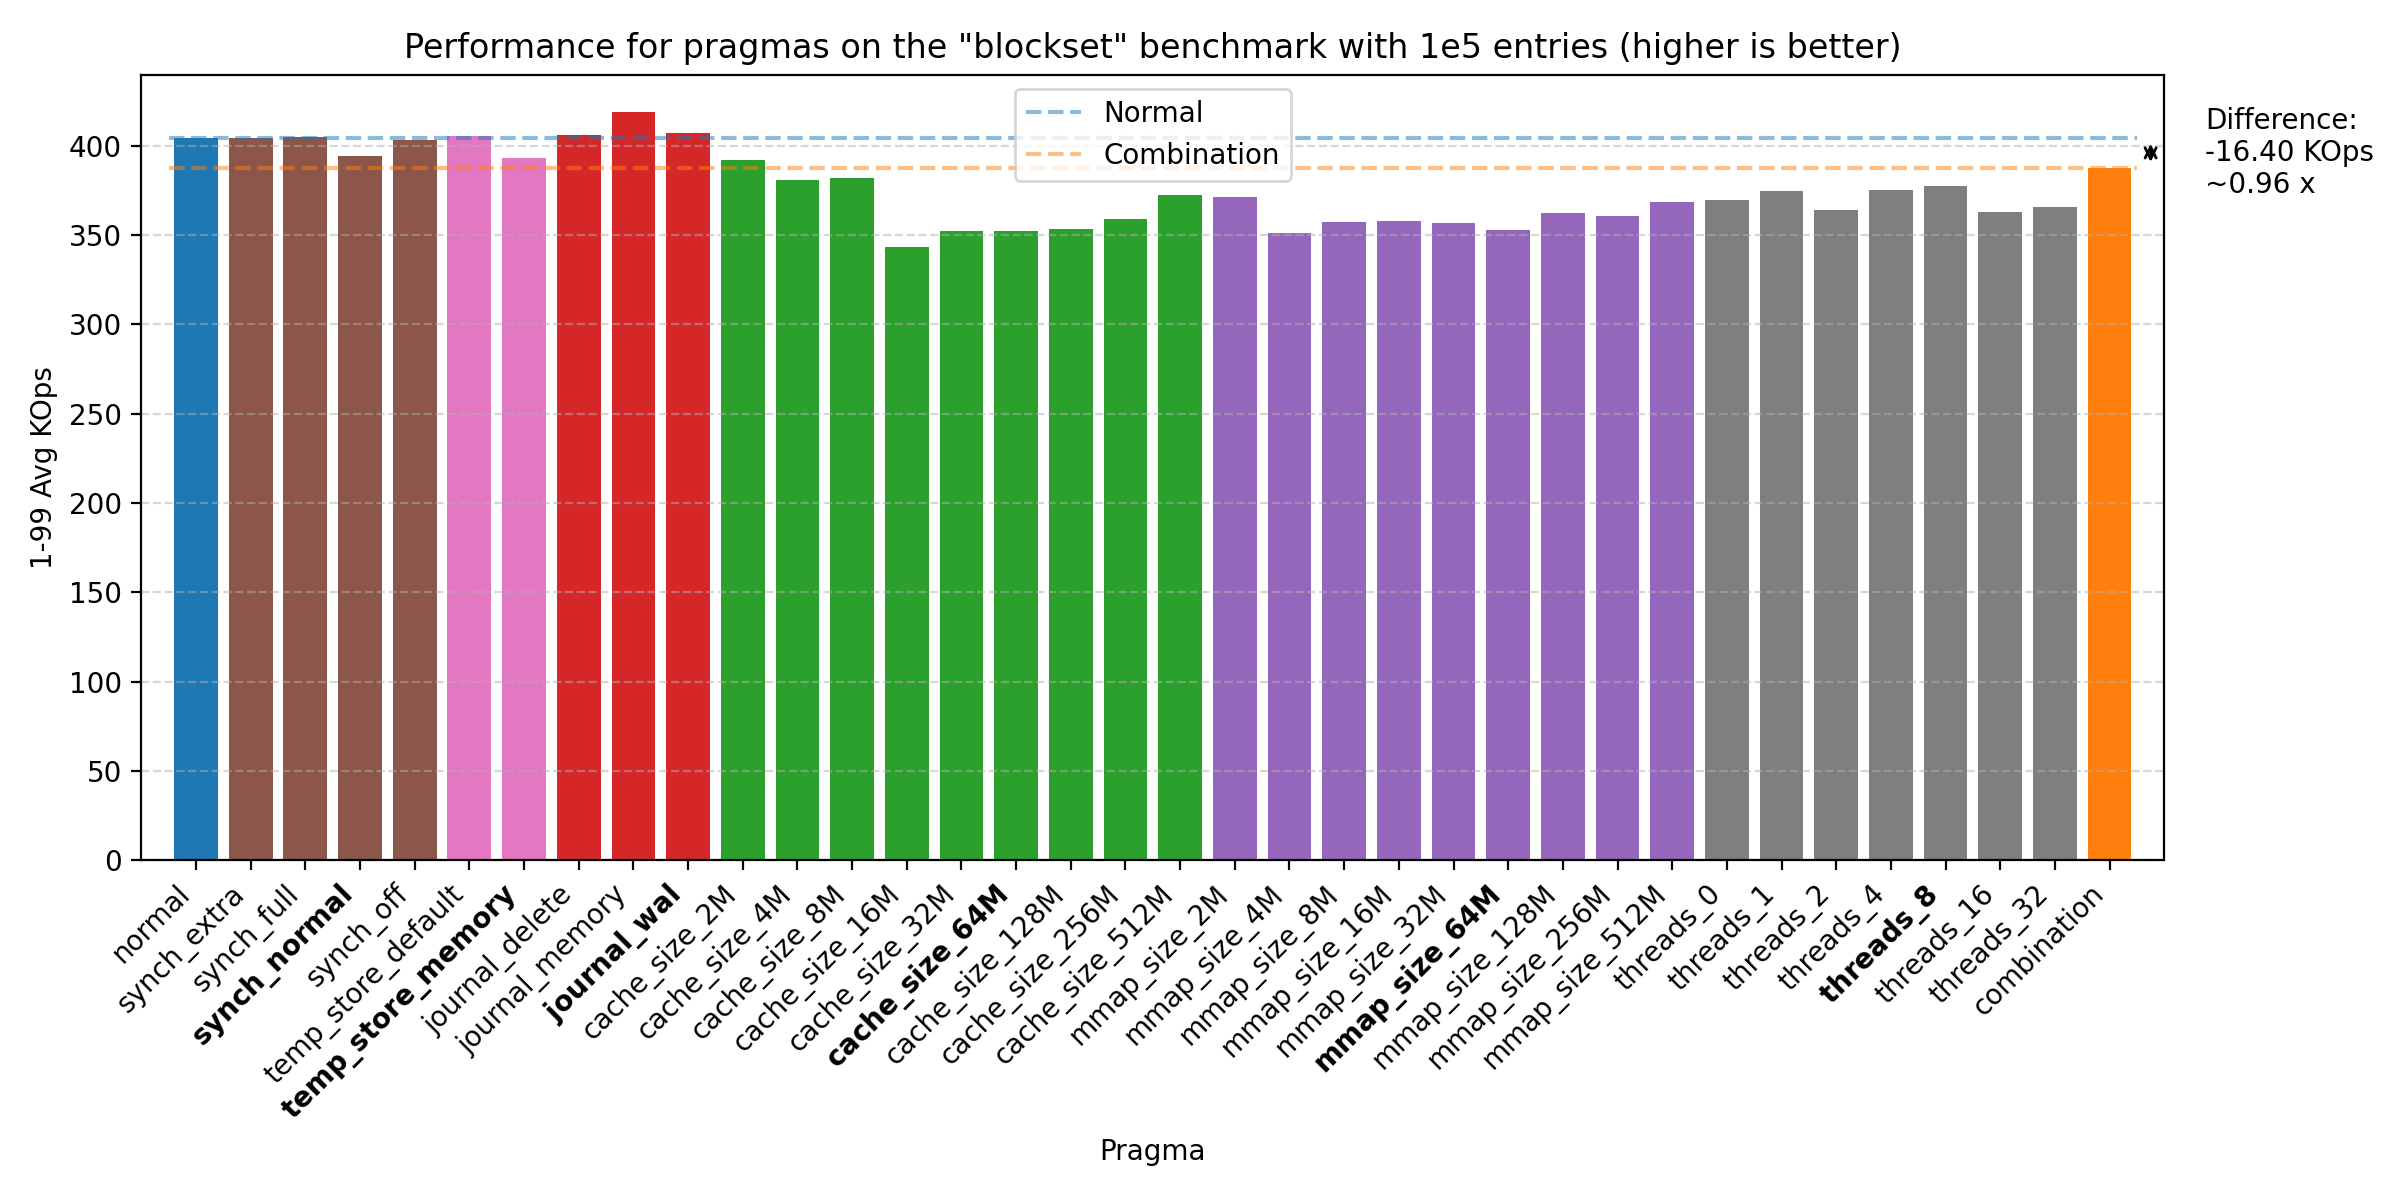 Performance for pragmas on the "blockset" benchmark with 1e5 entries (higher is better)
Normal
Combination
Difference:
-16.40 KOps
~0.96 x
1-99 Avg KOps
400
350
300
250
200
150
100
50
0
normal
synch_extra
synch_full
synch_normal
synch_off
temp_store_default
temp_store_memory
journal_delete
journal_memory
journal_wal
cache_size_2M
cache_size_4M
cache_size_8M
cache_size_16M
cache_size_32M
cache_size_64M
cache_size_128M
cache_size_256M
cache_size_512M
mmap_size_2M
mmap_size_4M
mmap_size_8M
mmap_size_16M
mmap_size_32M
mmap_size_64M
mmap_size_128M
mmap_size_256M
mmap_size_512M
threads_0
threads_1
threads_2
threads_4
threads_8
threads_16
threads_32
combination
Pragma